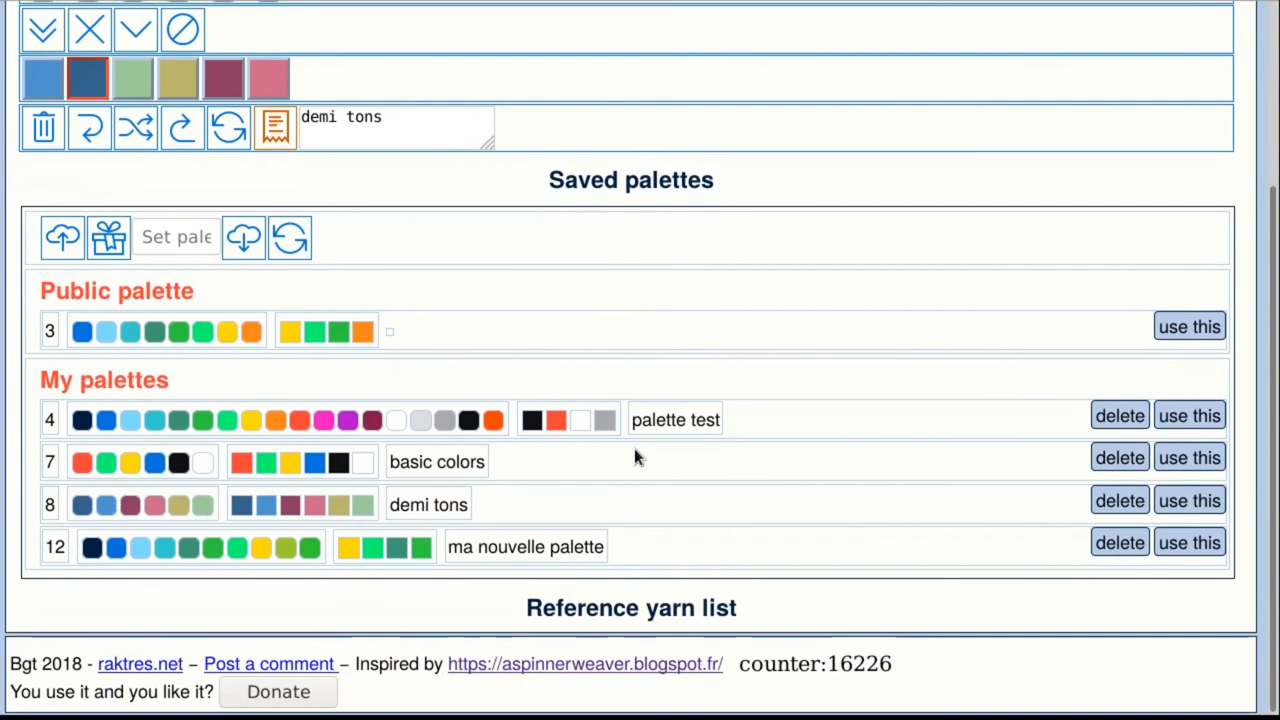 demi tons
Saved palettes
Set pale
Public palette
3 use this
My palettes
4 palette test delete use this
7 basic colors delete use this
8 demi tons delete use this
12 ma nouvelle palette delete use this
Reference yarn list
Bgt 2018 - raktres.net – Post a comment – Inspired by https://aspinnerweaver.blogspot.fr/ counter:16226
You use it and you like it? Donate